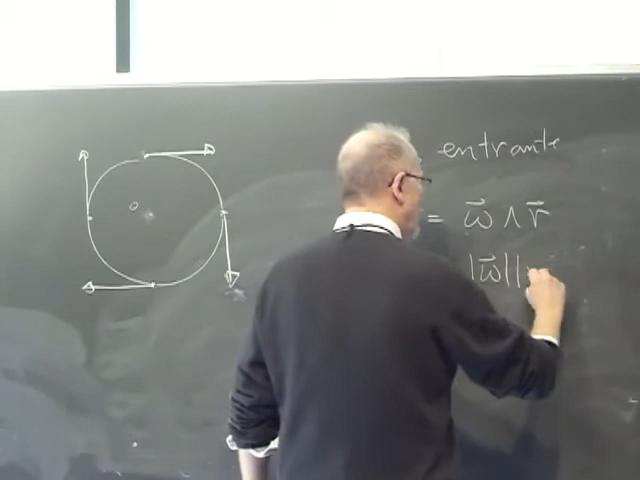 O
entrante
= ω⃗ ∧ r⃗
|ω⃗||